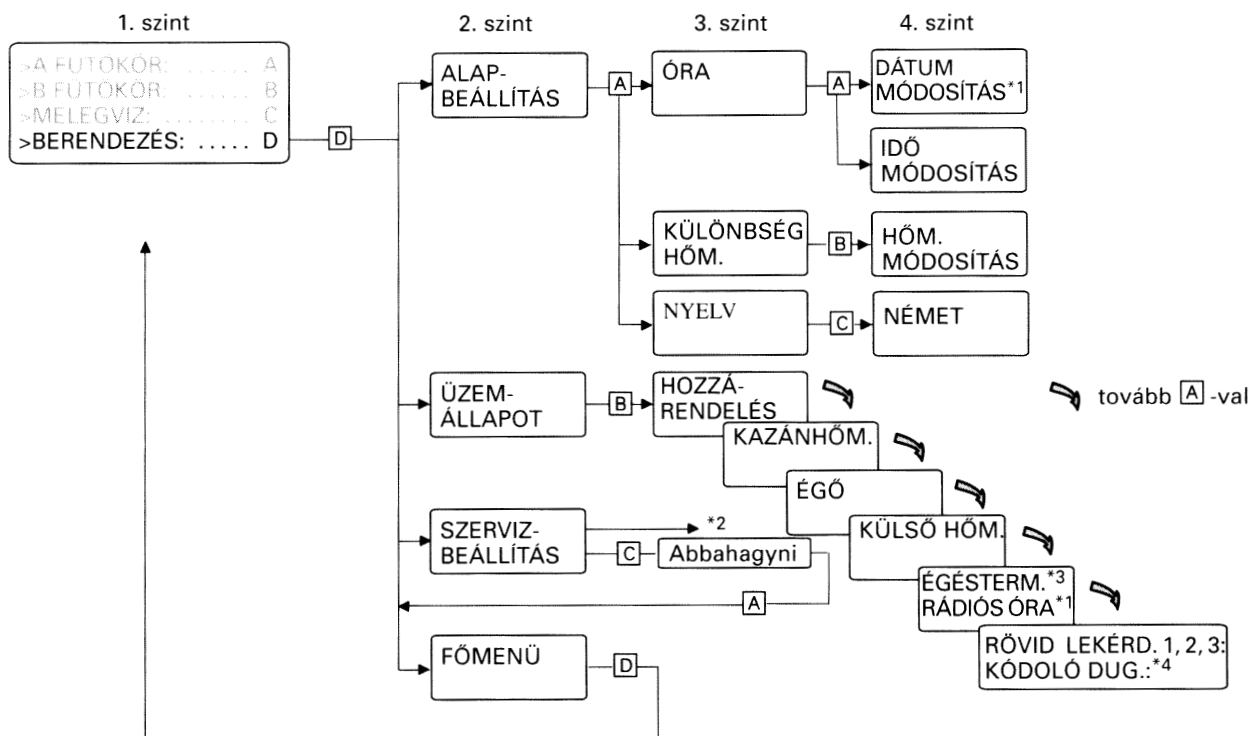 1. szint
2. szint
3. szint
4. szint
>A FŰTŐKÖR: ...... A
>B FŰTŐKÖR: ...... B
>MELEGVIZ: ........ C
>BERENDEZÉS: ..... D
D
ALAP-
BEÁLLÍTÁS
A
ÓRA
A
DÁTUM
MÓDOSÍTÁS*1
IDŐ
MÓDOSÍTÁS
KÜLÖNBSÉG
HŐM.
B
HŐM.
MÓDOSÍTÁS
NYELV
C
NÉMET
ÜZEM-
ÁLLAPOT
B
HOZZÁ-
RENDELÉS
tovább A -val
KAZÁNHŐM.
ÉGŐ
KÜLSŐ HŐM.
ÉGÉSTERM.*3
RÁDIÓS ÓRA*1
RÖVID LEKÉRD. 1, 2, 3:
KÓDOLÓ DUG.:*4
SZERVIZ-
BEÁLLÍTÁS
*2
C
Abbahagyni
A
FŐMENÜ
D